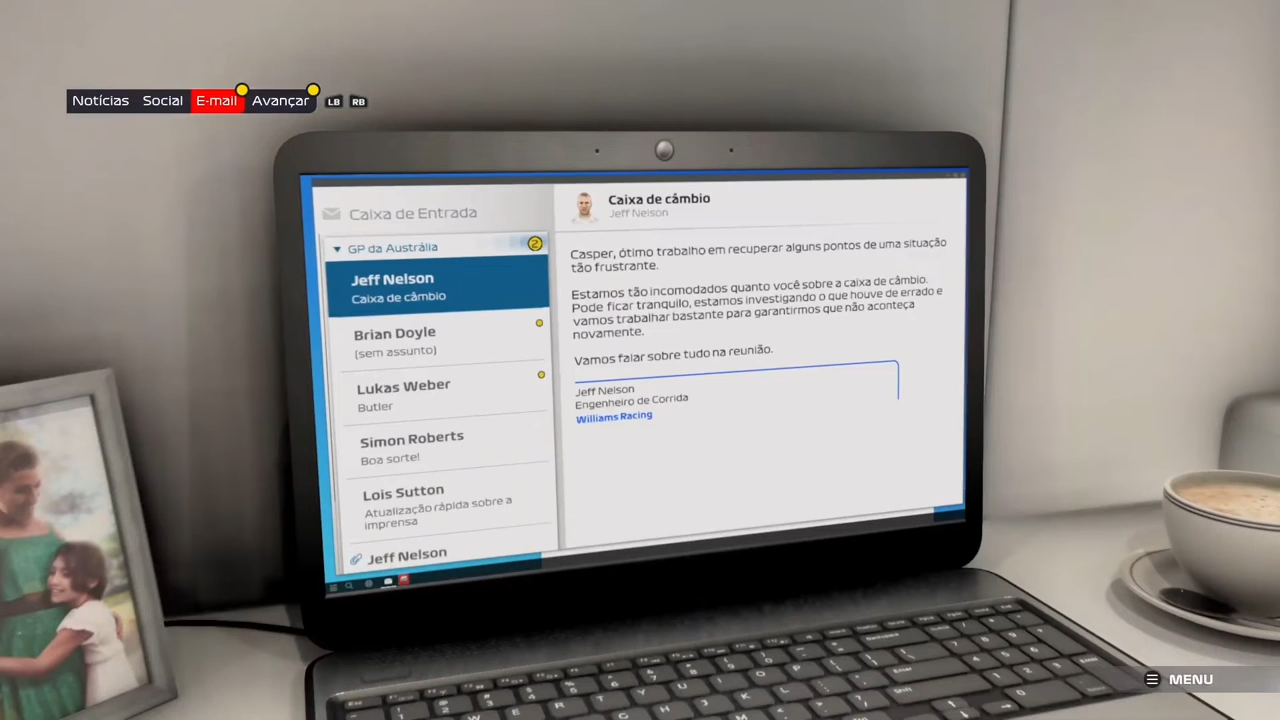 Notícias Social E-mail Avançar LB RB
Caixa de Entrada
GP da Austrália 2
Jeff Nelson
Caixa de câmbio
Brian Doyle
(sem assunto)
Lukas Weber
Butler
Simon Roberts
Boa sorte!
Lois Sutton
Atualização rápida sobre a
imprensa
Jeff Nelson
Caixa de câmbio
Jeff Nelson
Casper, ótimo trabalho em recuperar alguns pontos de uma situação
tão frustrante.
Estamos tão incomodados quanto você sobre a caixa de câmbio.
Pode ficar tranquilo, estamos investigando o que houve de errado e
vamos trabalhar bastante para garantirmos que não aconteça
novamente.
Vamos falar sobre tudo na reunião.
Jeff Nelson
Engenheiro de Corrida
Williams Racing
MENU